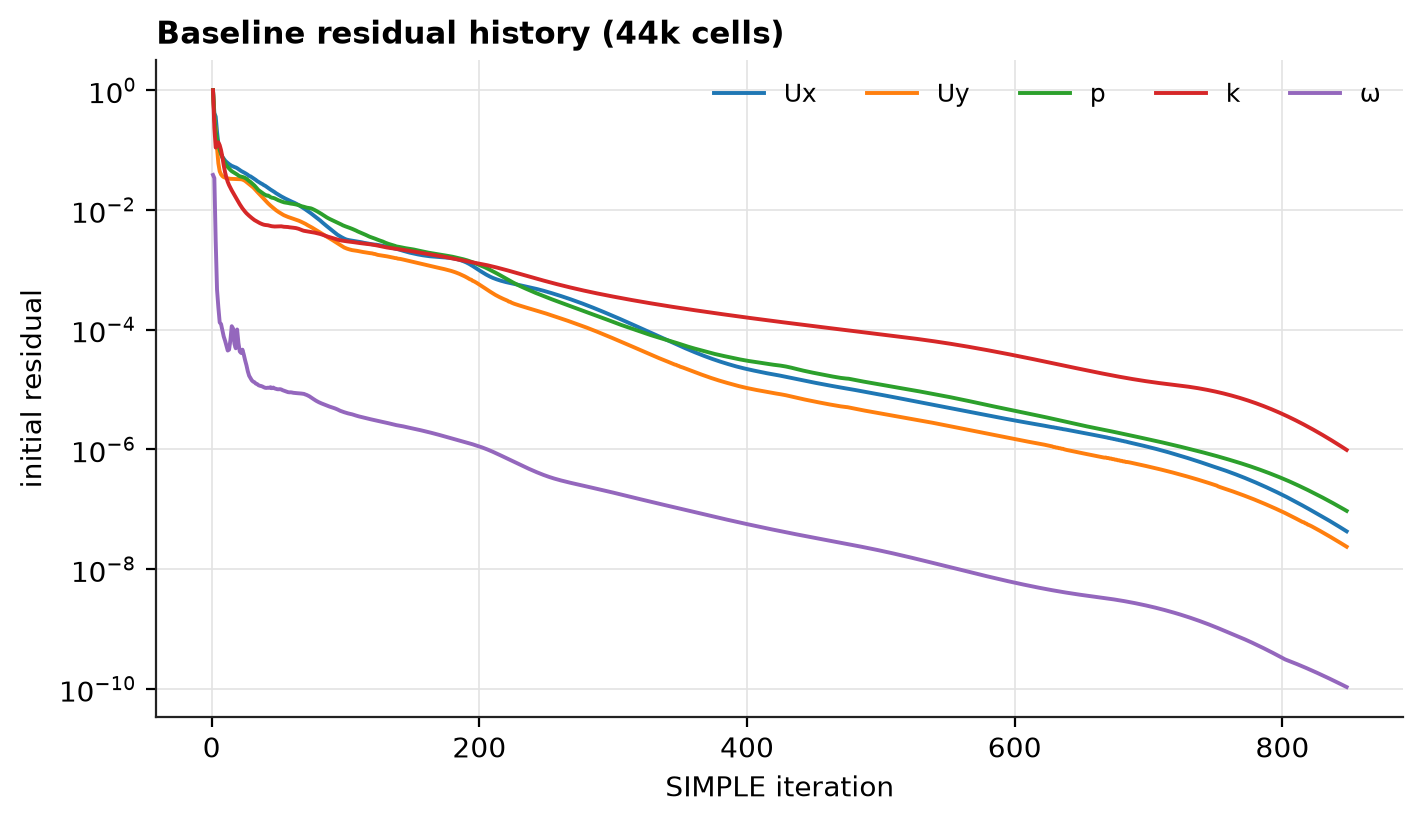 Baseline residual history (44k cells)
Ux Uy p k ω
initial residual
10⁰
10⁻²
10⁻⁴
10⁻⁶
10⁻⁸
10⁻¹⁰
0 200 400 600 800
SIMPLE iteration